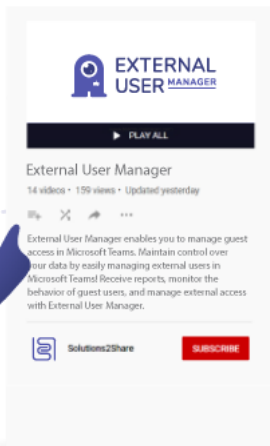 EXTERNAL
USER MANAGER
PLAY ALL
External User Manager
14 videos • 159 views • Updated yesterday
External User Manager enables you to manage guest
access in Microsoft Teams. Maintain control over
your data by easily managing external users in
Microsoft Teams! Receive reports, monitor the
behavior of guest users, and manage external access
with External User Manager.
Solutions2Share
SUBSCRIBE